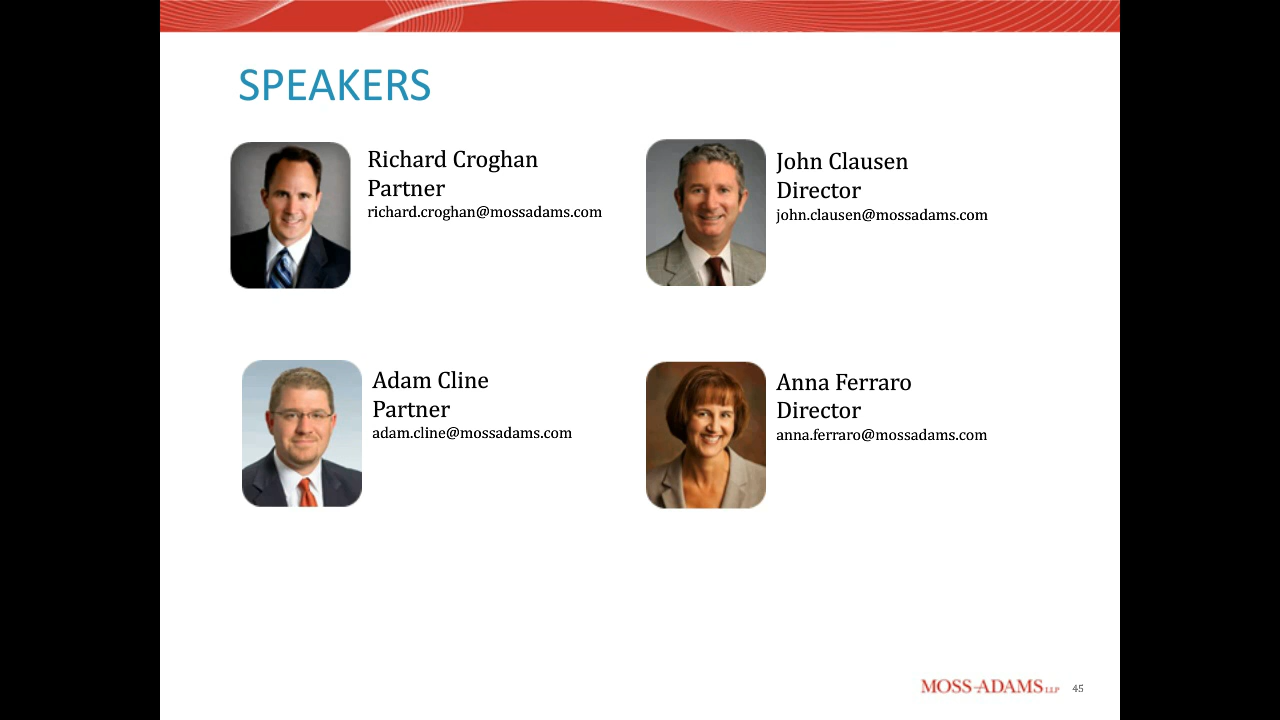 SPEAKERS
Richard Croghan
Partner
richard.croghan@mossadams.com
John Clausen
Director
john.clausen@mossadams.com
Adam Cline
Partner
adam.cline@mossadams.com
Anna Ferraro
Director
anna.ferraro@mossadams.com
MOSS-ADAMS LLP
45